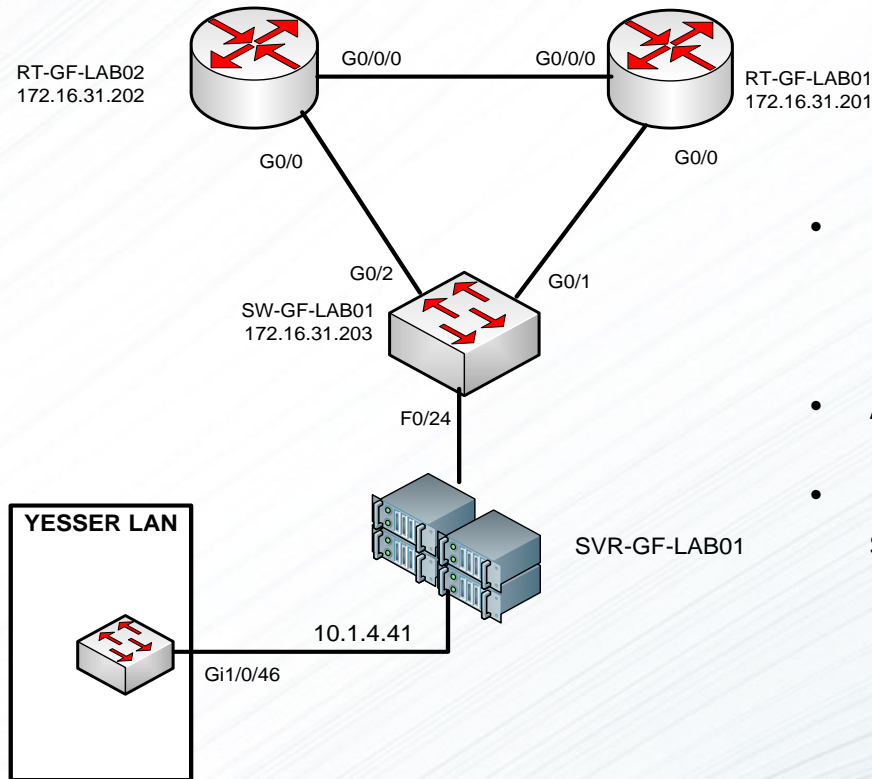 RT-GF-LAB02
172.16.31.202
G0/0/0
G0/0/0
RT-GF-LAB01
172.16.31.201
G0/0
G0/0
G0/2
G0/1
SW-GF-LAB01
172.16.31.203
F0/24
SVR-GF-LAB01
YESSER LAN
10.1.4.41
Gi1/0/46